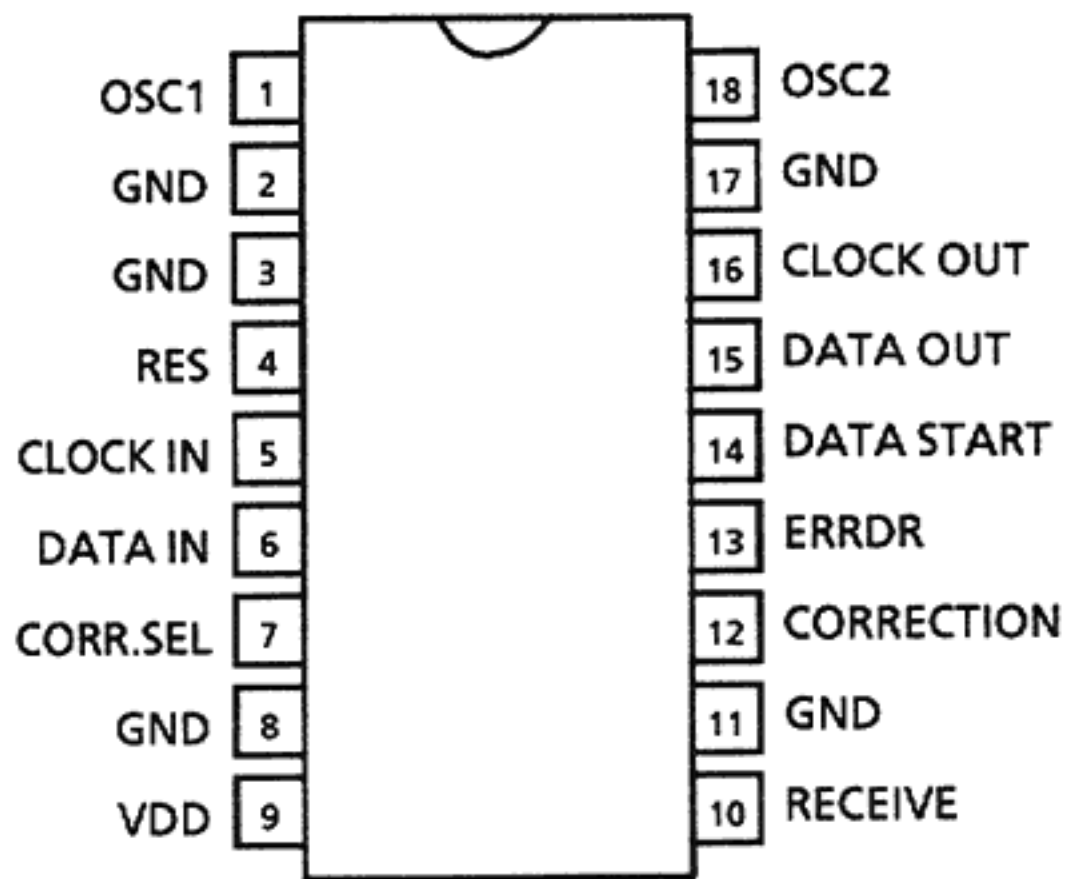 OSC1 1 18 OSC2
GND 2 17 GND
GND 3 16 CLOCK OUT
RES 4 15 DATA OUT
CLOCK IN 5 14 DATA START
DATA IN 6 13 ERRDR
CORR.SEL 7 12 CORRECTION
GND 8 11 GND
VDD 9 10 RECEIVE